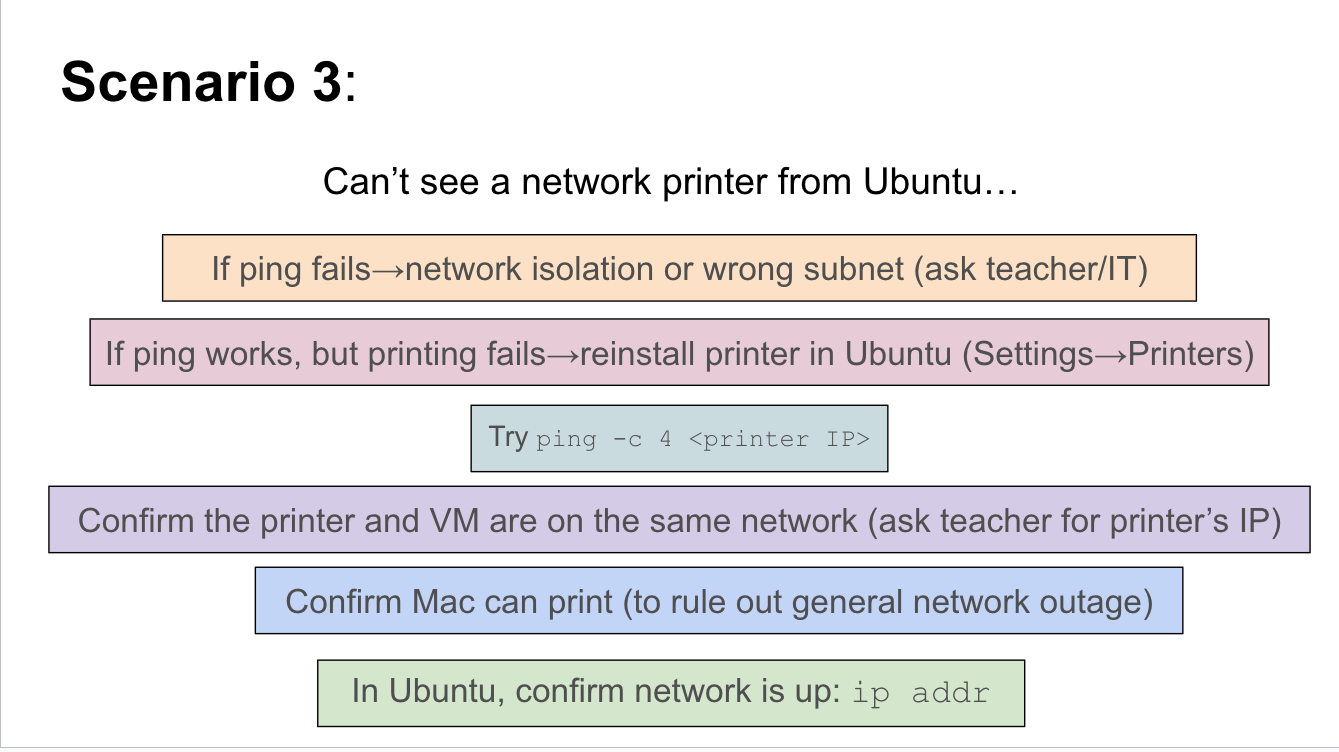 Scenario 3:
Can’t see a network printer from Ubuntu…
If ping fails→network isolation or wrong subnet (ask teacher/IT)
If ping works, but printing fails→reinstall printer in Ubuntu (Settings→Printers)
Try ping -c 4 <printer IP>
Confirm the printer and VM are on the same network (ask teacher for printer’s IP)
Confirm Mac can print (to rule out general network outage)
In Ubuntu, confirm network is up: ip addr